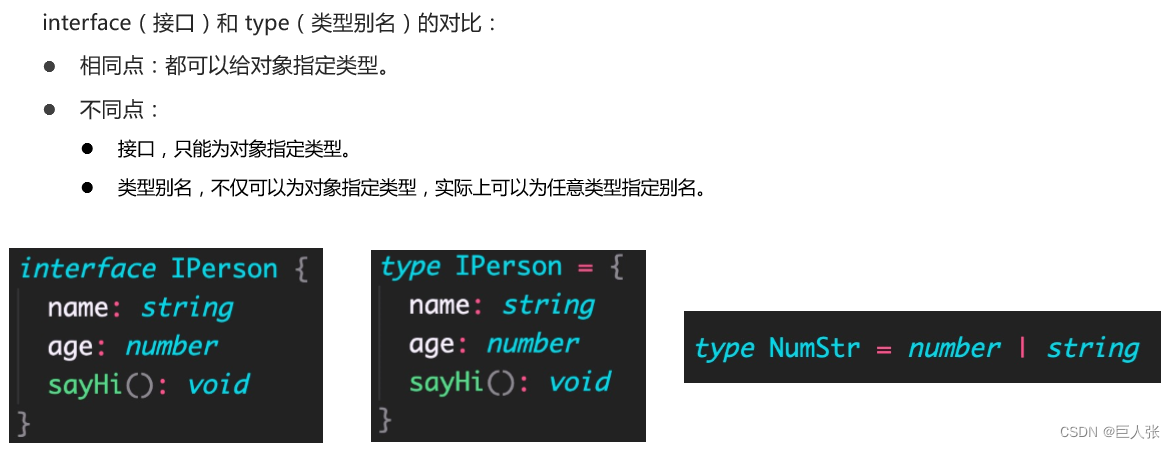 interface（接口）和 type（类型别名）的对比：
● 相同点：都可以给对象指定类型。
● 不同点：
● 接口，只能为对象指定类型。
● 类型别名，不仅可以为对象指定类型，实际上可以为任意类型指定别名。
interface IPerson {
name: string
age: number
sayHi(): void
}
type IPerson = {
name: string
age: number
sayHi(): void
}
type NumStr = number | string
CSDN @巨人张